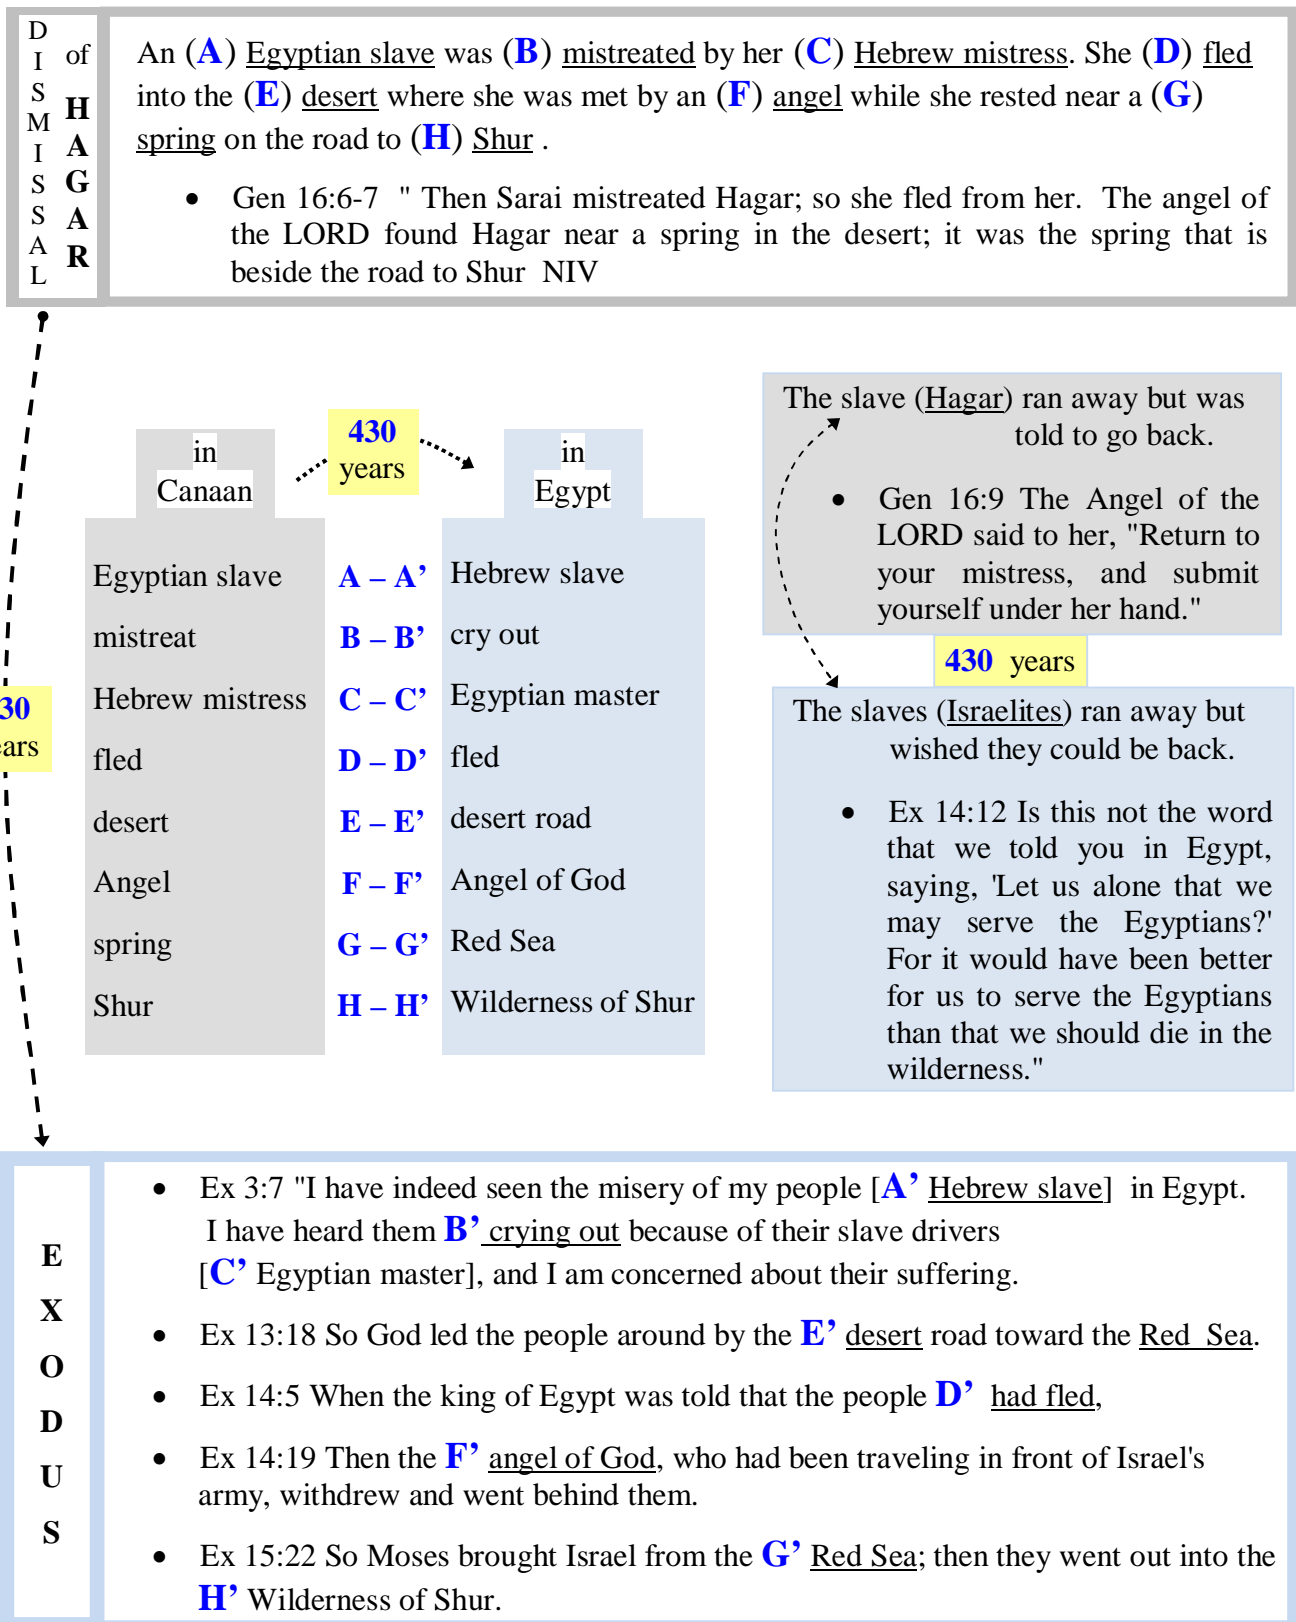 DISMISSAL
of
HAGAR
An (A) Egyptian slave was (B) mistreated by her (C) Hebrew mistress. She (D) fled
into the (E) desert where she was met by an (F) angel while she rested near a (G)
spring on the road to (H) Shur .
• Gen 16:6-7 " Then Sarai mistreated Hagar; so she fled from her. The angel of
the LORD found Hagar near a spring in the desert; it was the spring that is
beside the road to Shur NIV
in
Canaan
430
years
in
Egypt
Egyptian slave A – A’ Hebrew slave
mistreat B – B’ cry out
Hebrew mistress C – C’ Egyptian master
fled D – D’ fled
desert E – E’ desert road
Angel F – F’ Angel of God
spring G – G’ Red Sea
Shur H – H’ Wilderness of Shur
30
ears
The slave (Hagar) ran away but was
told to go back.
• Gen 16:9 The Angel of the
LORD said to her, "Return to
your mistress, and submit
yourself under her hand."
430 years
The slaves (Israelites) ran away but
wished they could be back.
• Ex 14:12 Is this not the word
that we told you in Egypt,
saying, 'Let us alone that we
may serve the Egyptians?'
For it would have been better
for us to serve the Egyptians
than that we should die in the
wilderness."
EXODUS
• Ex 3:7 "I have indeed seen the misery of my people [A’ Hebrew slave] in Egypt.
I have heard them B’ crying out because of their slave drivers
[C’ Egyptian master], and I am concerned about their suffering.
• Ex 13:18 So God led the people around by the E’ desert road toward the Red Sea.
• Ex 14:5 When the king of Egypt was told that the people D’ had fled,
• Ex 14:19 Then the F’ angel of God, who had been traveling in front of Israel's
army, withdrew and went behind them.
• Ex 15:22 So Moses brought Israel from the G’ Red Sea; then they went out into the
H’ Wilderness of Shur.